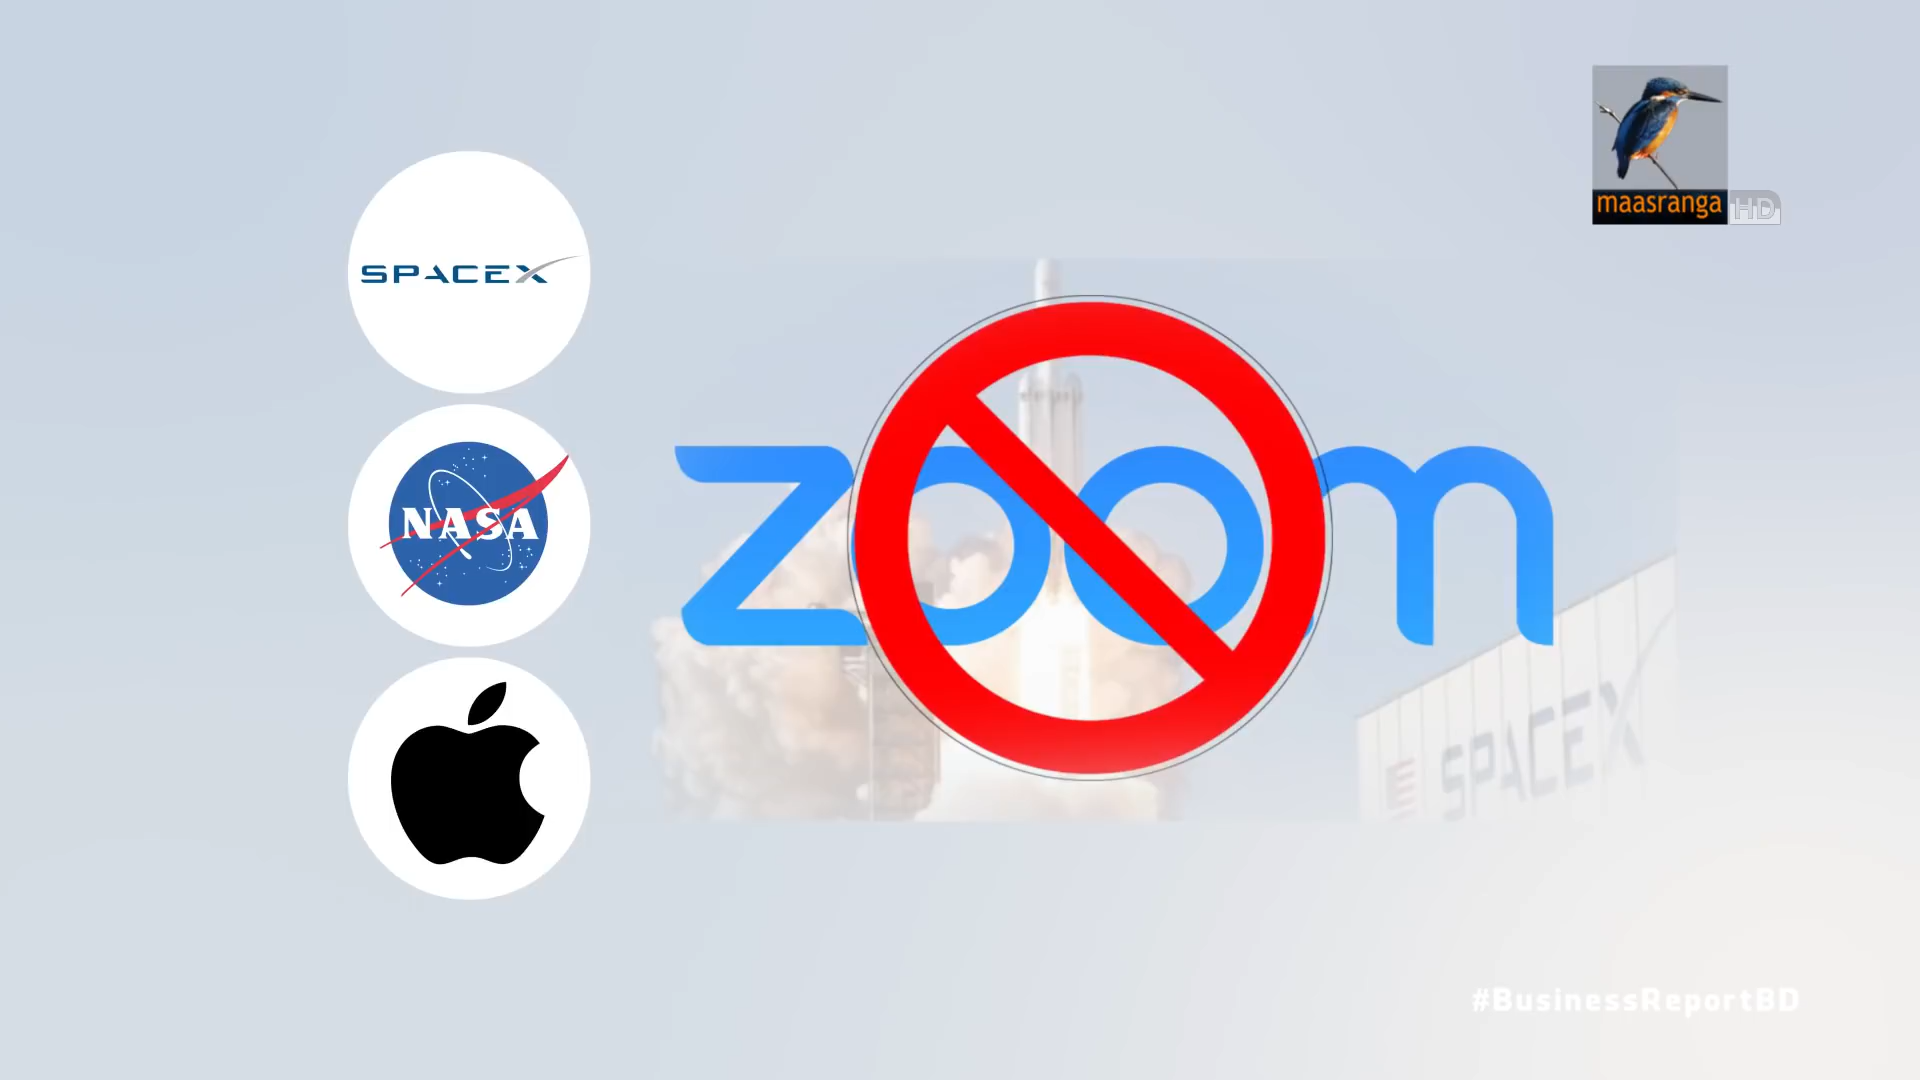 SPACEX
NASA
zoom
SPACEX
maasranga
HD
#BusinessReportBD